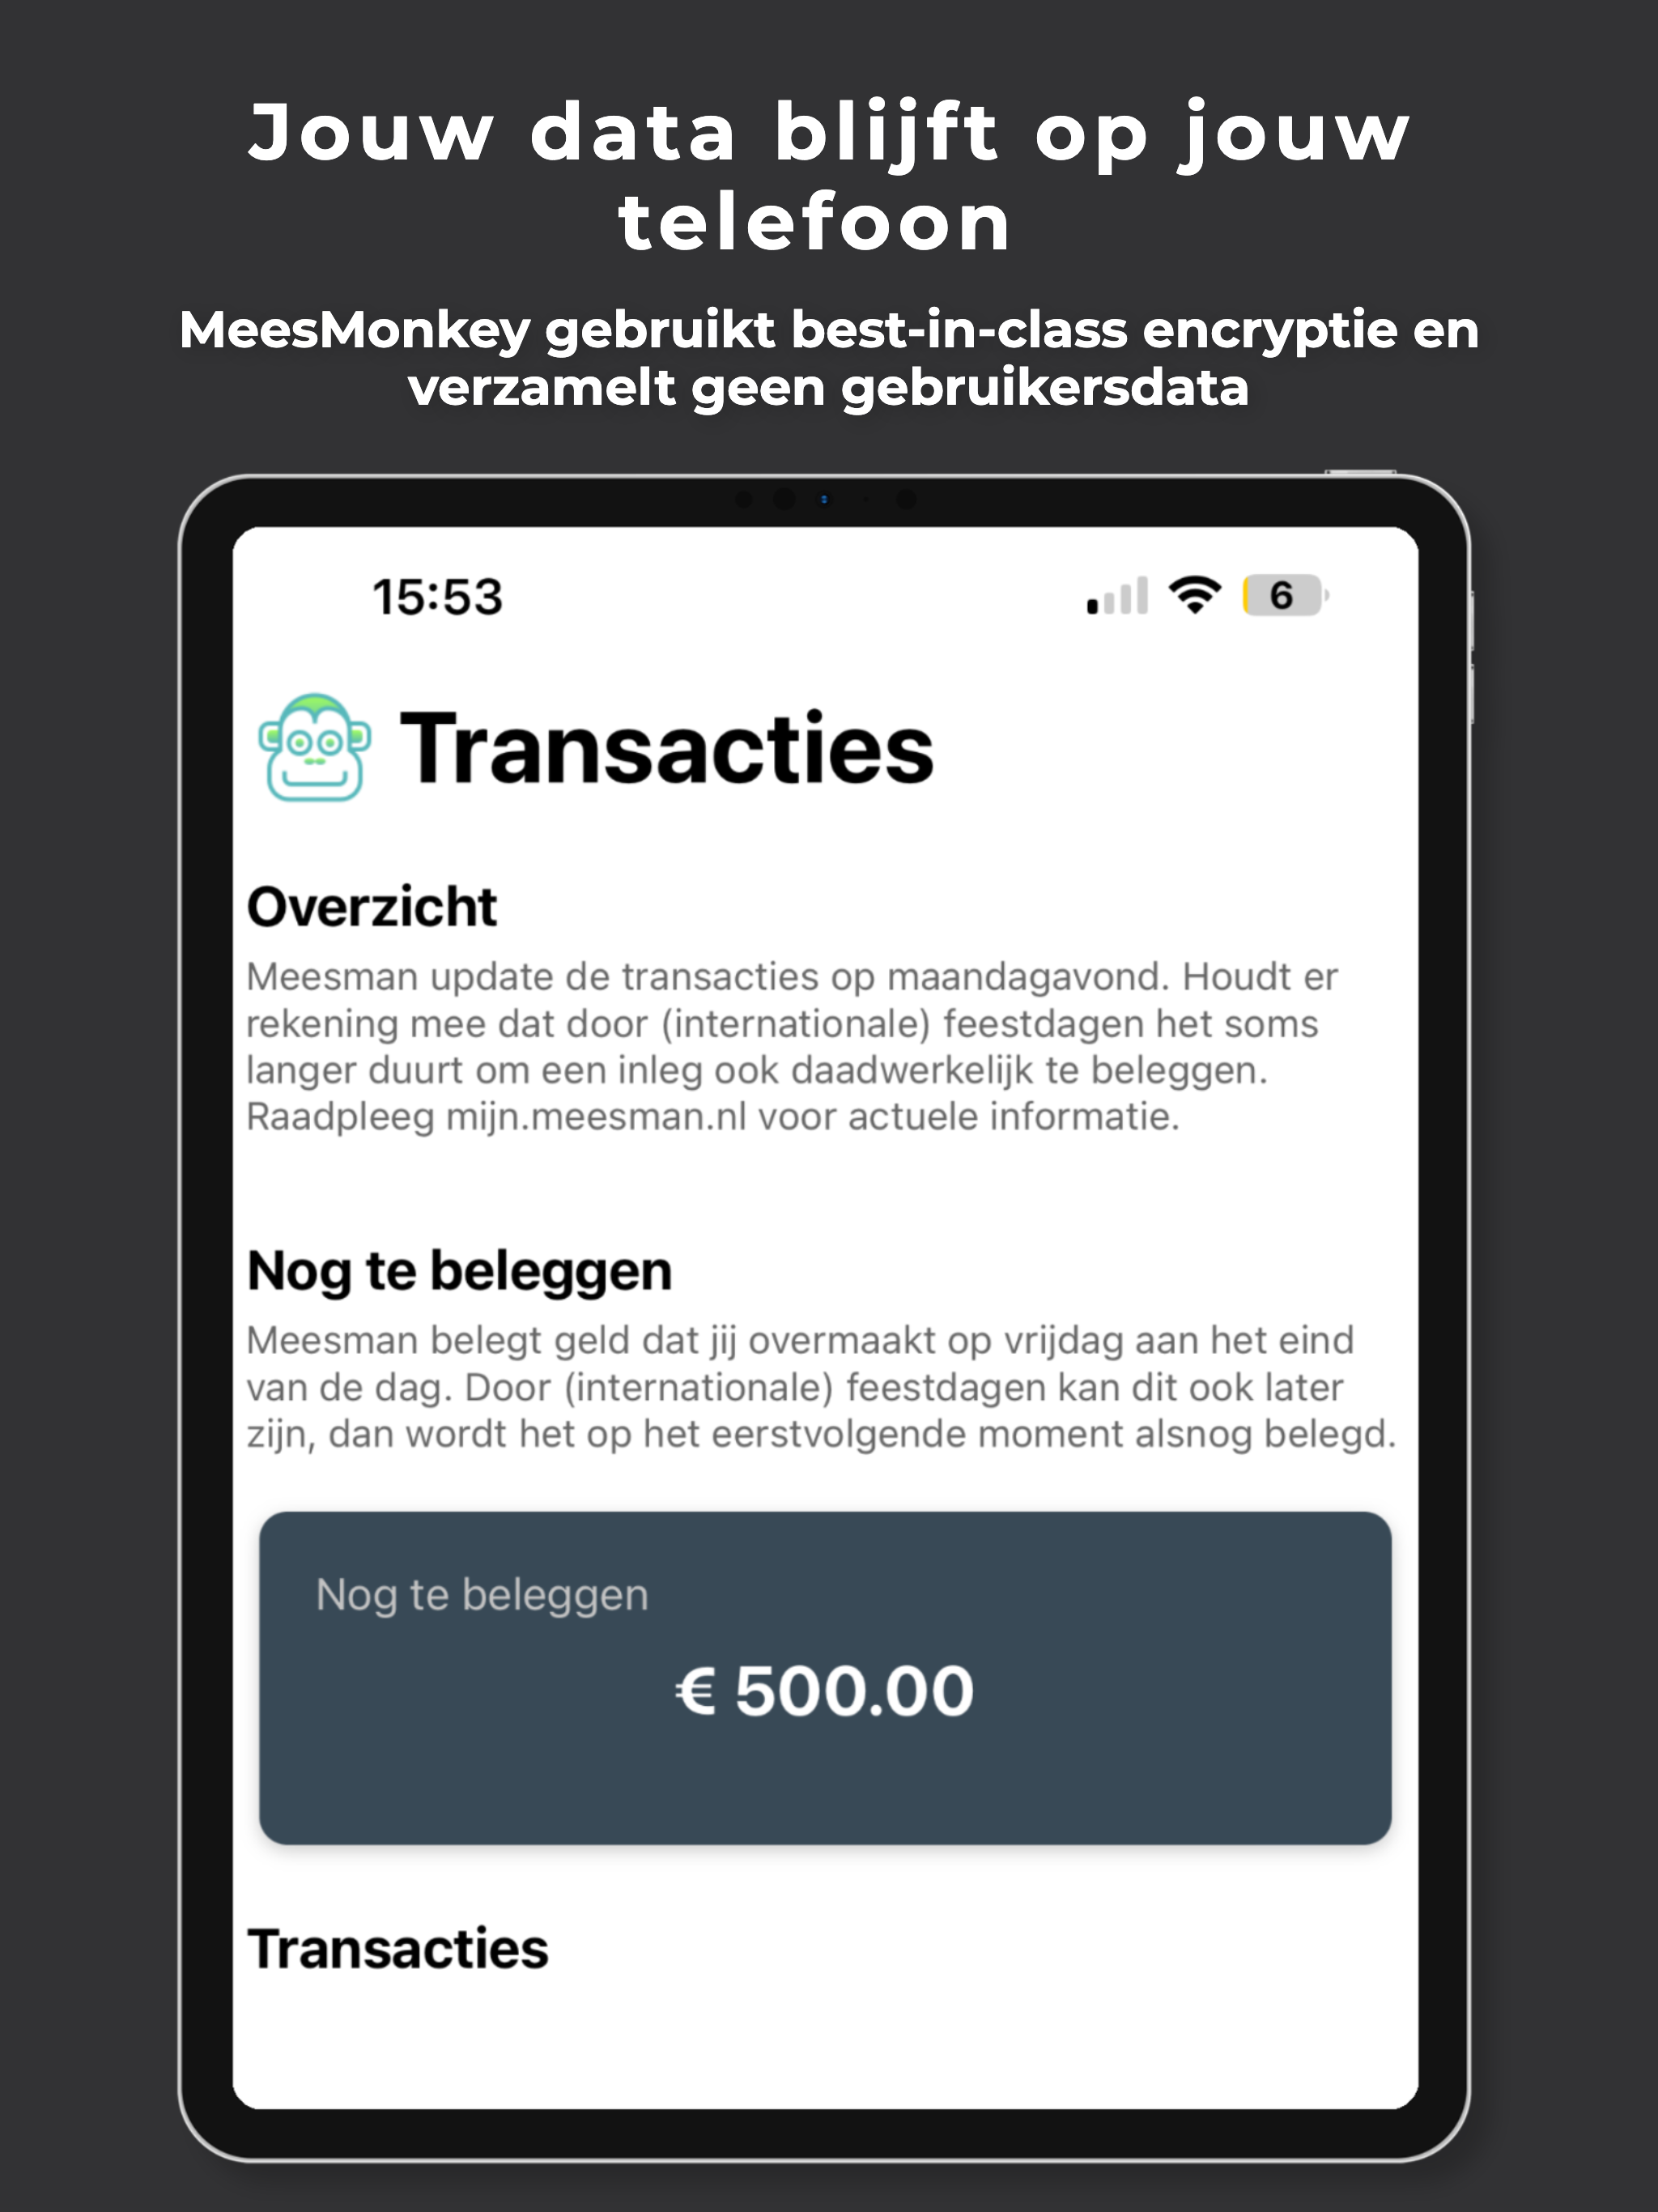 Jouw data blijft op jouw
telefoon
MeesMonkey gebruikt best-in-class encryptie en
verzamelt geen gebruikersdata
15:53
6
Transacties
Overzicht
Meesman update de transacties op maandagavond. Houdt er
rekening mee dat door (internationale) feestdagen het soms
langer duurt om een inleg ook daadwerkelijk te beleggen.
Raadpleeg mijn.meesman.nl voor actuele informatie.
Nog te beleggen
Meesman belegt geld dat jij overmaakt op vrijdag aan het eind
van de dag. Door (internationale) feestdagen kan dit ook later
zijn, dan wordt het op het eerstvolgende moment alsnog belegd.
Nog te beleggen
€ 500.00
Transacties